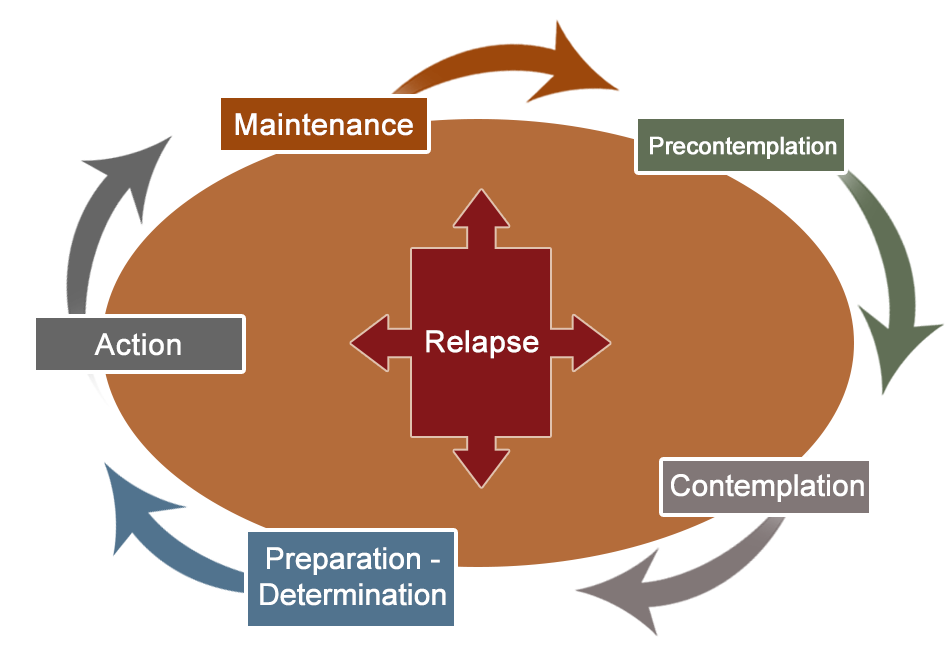 Maintenance
Precontemplation
Relapse
Action
Contemplation
Preparation -
Determination